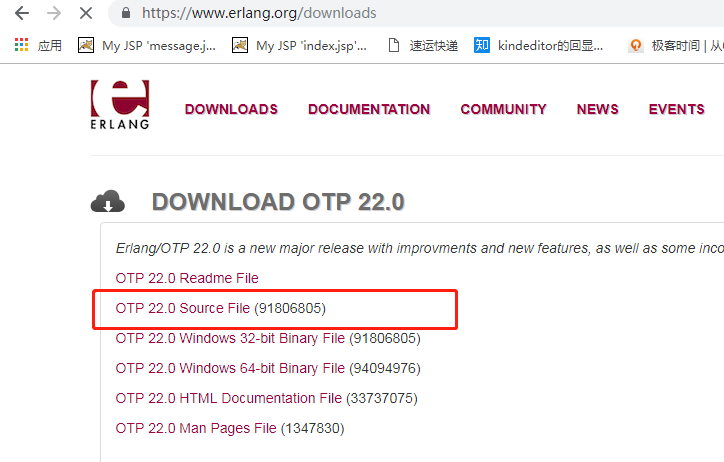 https://www.erlang.org/downloads
应用 My JSP 'message.j... My JSP 'index.jsp'... 速运快递 知 kindeditor的回显... 极客时间 | 从
ERLANG
DOWNLOADS DOCUMENTATION COMMUNITY NEWS EVENTS
DOWNLOAD OTP 22.0
Erlang/OTP 22.0 is a new major release with improvments and new features, as well as some inco
OTP 22.0 Readme File
OTP 22.0 Source File (91806805)
OTP 22.0 Windows 32-bit Binary File (91806805)
OTP 22.0 Windows 64-bit Binary File (94094976)
OTP 22.0 HTML Documentation File (33737075)
OTP 22.0 Man Pages File (1347830)